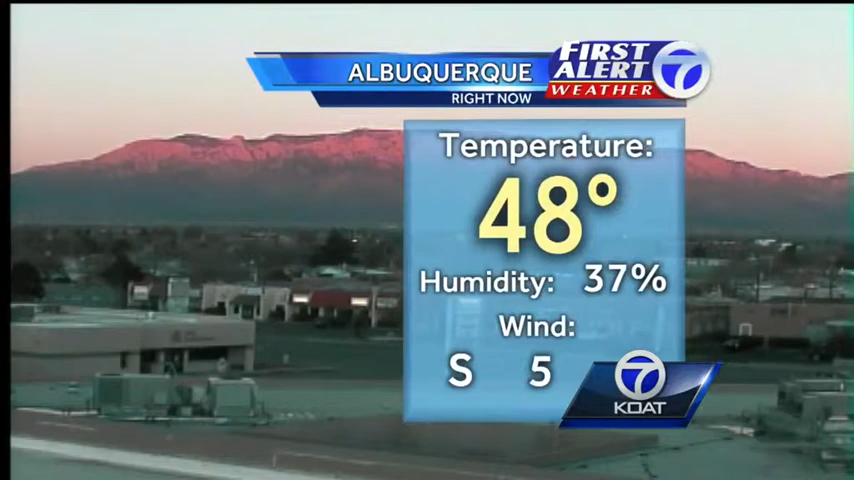 ALBUQUERQUE
RIGHT NOW
FIRST
ALERT 7
WEATHER
Temperature:
48°
Humidity: 37%
Wind:
S 5
7
KOAT